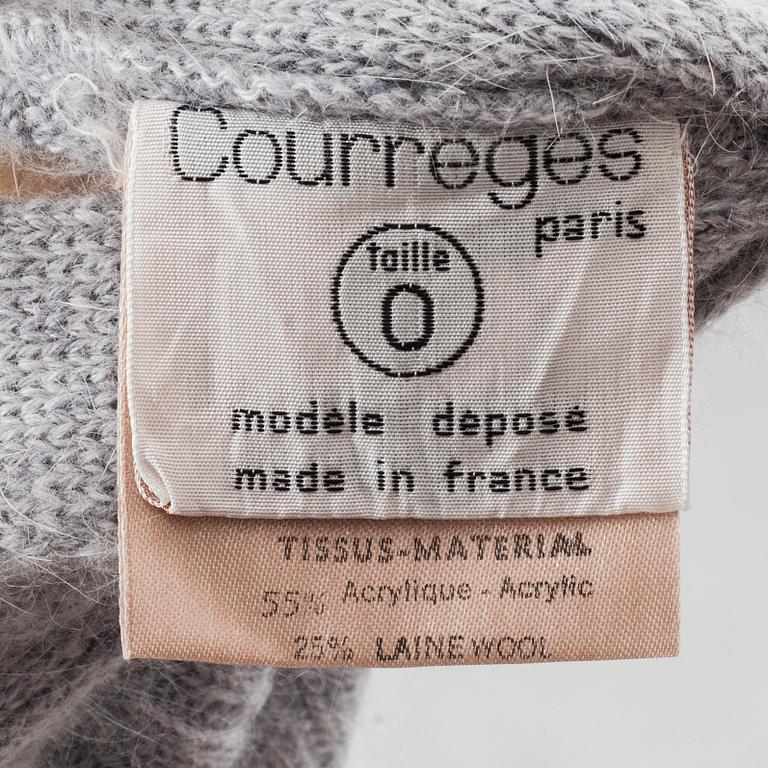 Courreges
paris
taille
0
modèle déposé
made in france
TISSUS-MATERIAL
55% Acrylique - Acrylic
25% LAINE WOOL